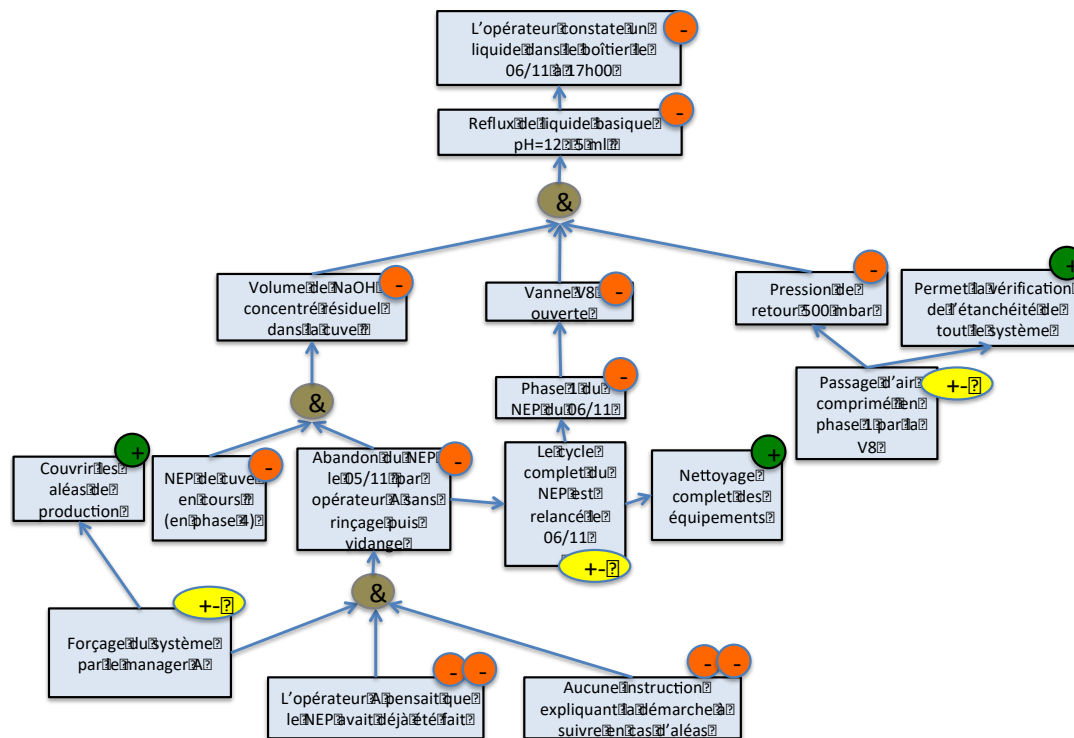 L'opérateur constate un
liquide dans le boîtier le
06/11 à 17h00
-
Reflux de liquide basique
pH=12 5 ml
-
&
Volume de NaOH
concentré résiduel
dans la cuve
-
Vanne V8
ouverte
-
Pression de
retour 500 mbar
-
Permet la vérification
de l'étanchéité de
tout le système
+
&
Phase 1 du
NEP du 06/11
-
Passage d'air
comprimé en
phase 1 par la
V8
+-
Couvrir les
aléas de
production
+
NEP de cuve
en cours
(en phase 4)
-
Abandon du NEP
le 05/11 par
opérateur A sans
rinçage puis
vidange
-
Le cycle
complet du
NEP est
relancé le
06/11
+-
Nettoyage
complet des
équipements
+
&
Forçage du système
par le manager A
+-
L'opérateur A pensait que
le NEP avait déjà été fait
- -
Aucune instruction
expliquant la démarche à
suivre en cas d'aléas
- -